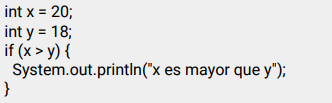 int x = 20;
int y = 18;
if (x > y) {
  System.out.println("x es mayor que y");
}